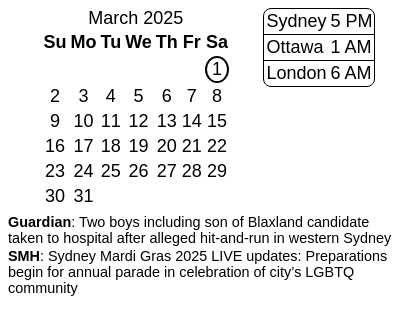 March 2025
Su Mo Tu We Th Fr Sa
1
2 3 4 5 6 7 8
9 10 11 12 13 14 15
16 17 18 19 20 21 22
23 24 25 26 27 28 29
30 31
Sydney 5 PM
Ottawa 1 AM
London 6 AM
Guardian: Two boys including son of Blaxland candidate
taken to hospital after alleged hit-and-run in western Sydney
SMH: Sydney Mardi Gras 2025 LIVE updates: Preparations
begin for annual parade in celebration of city's LGBTQ
community